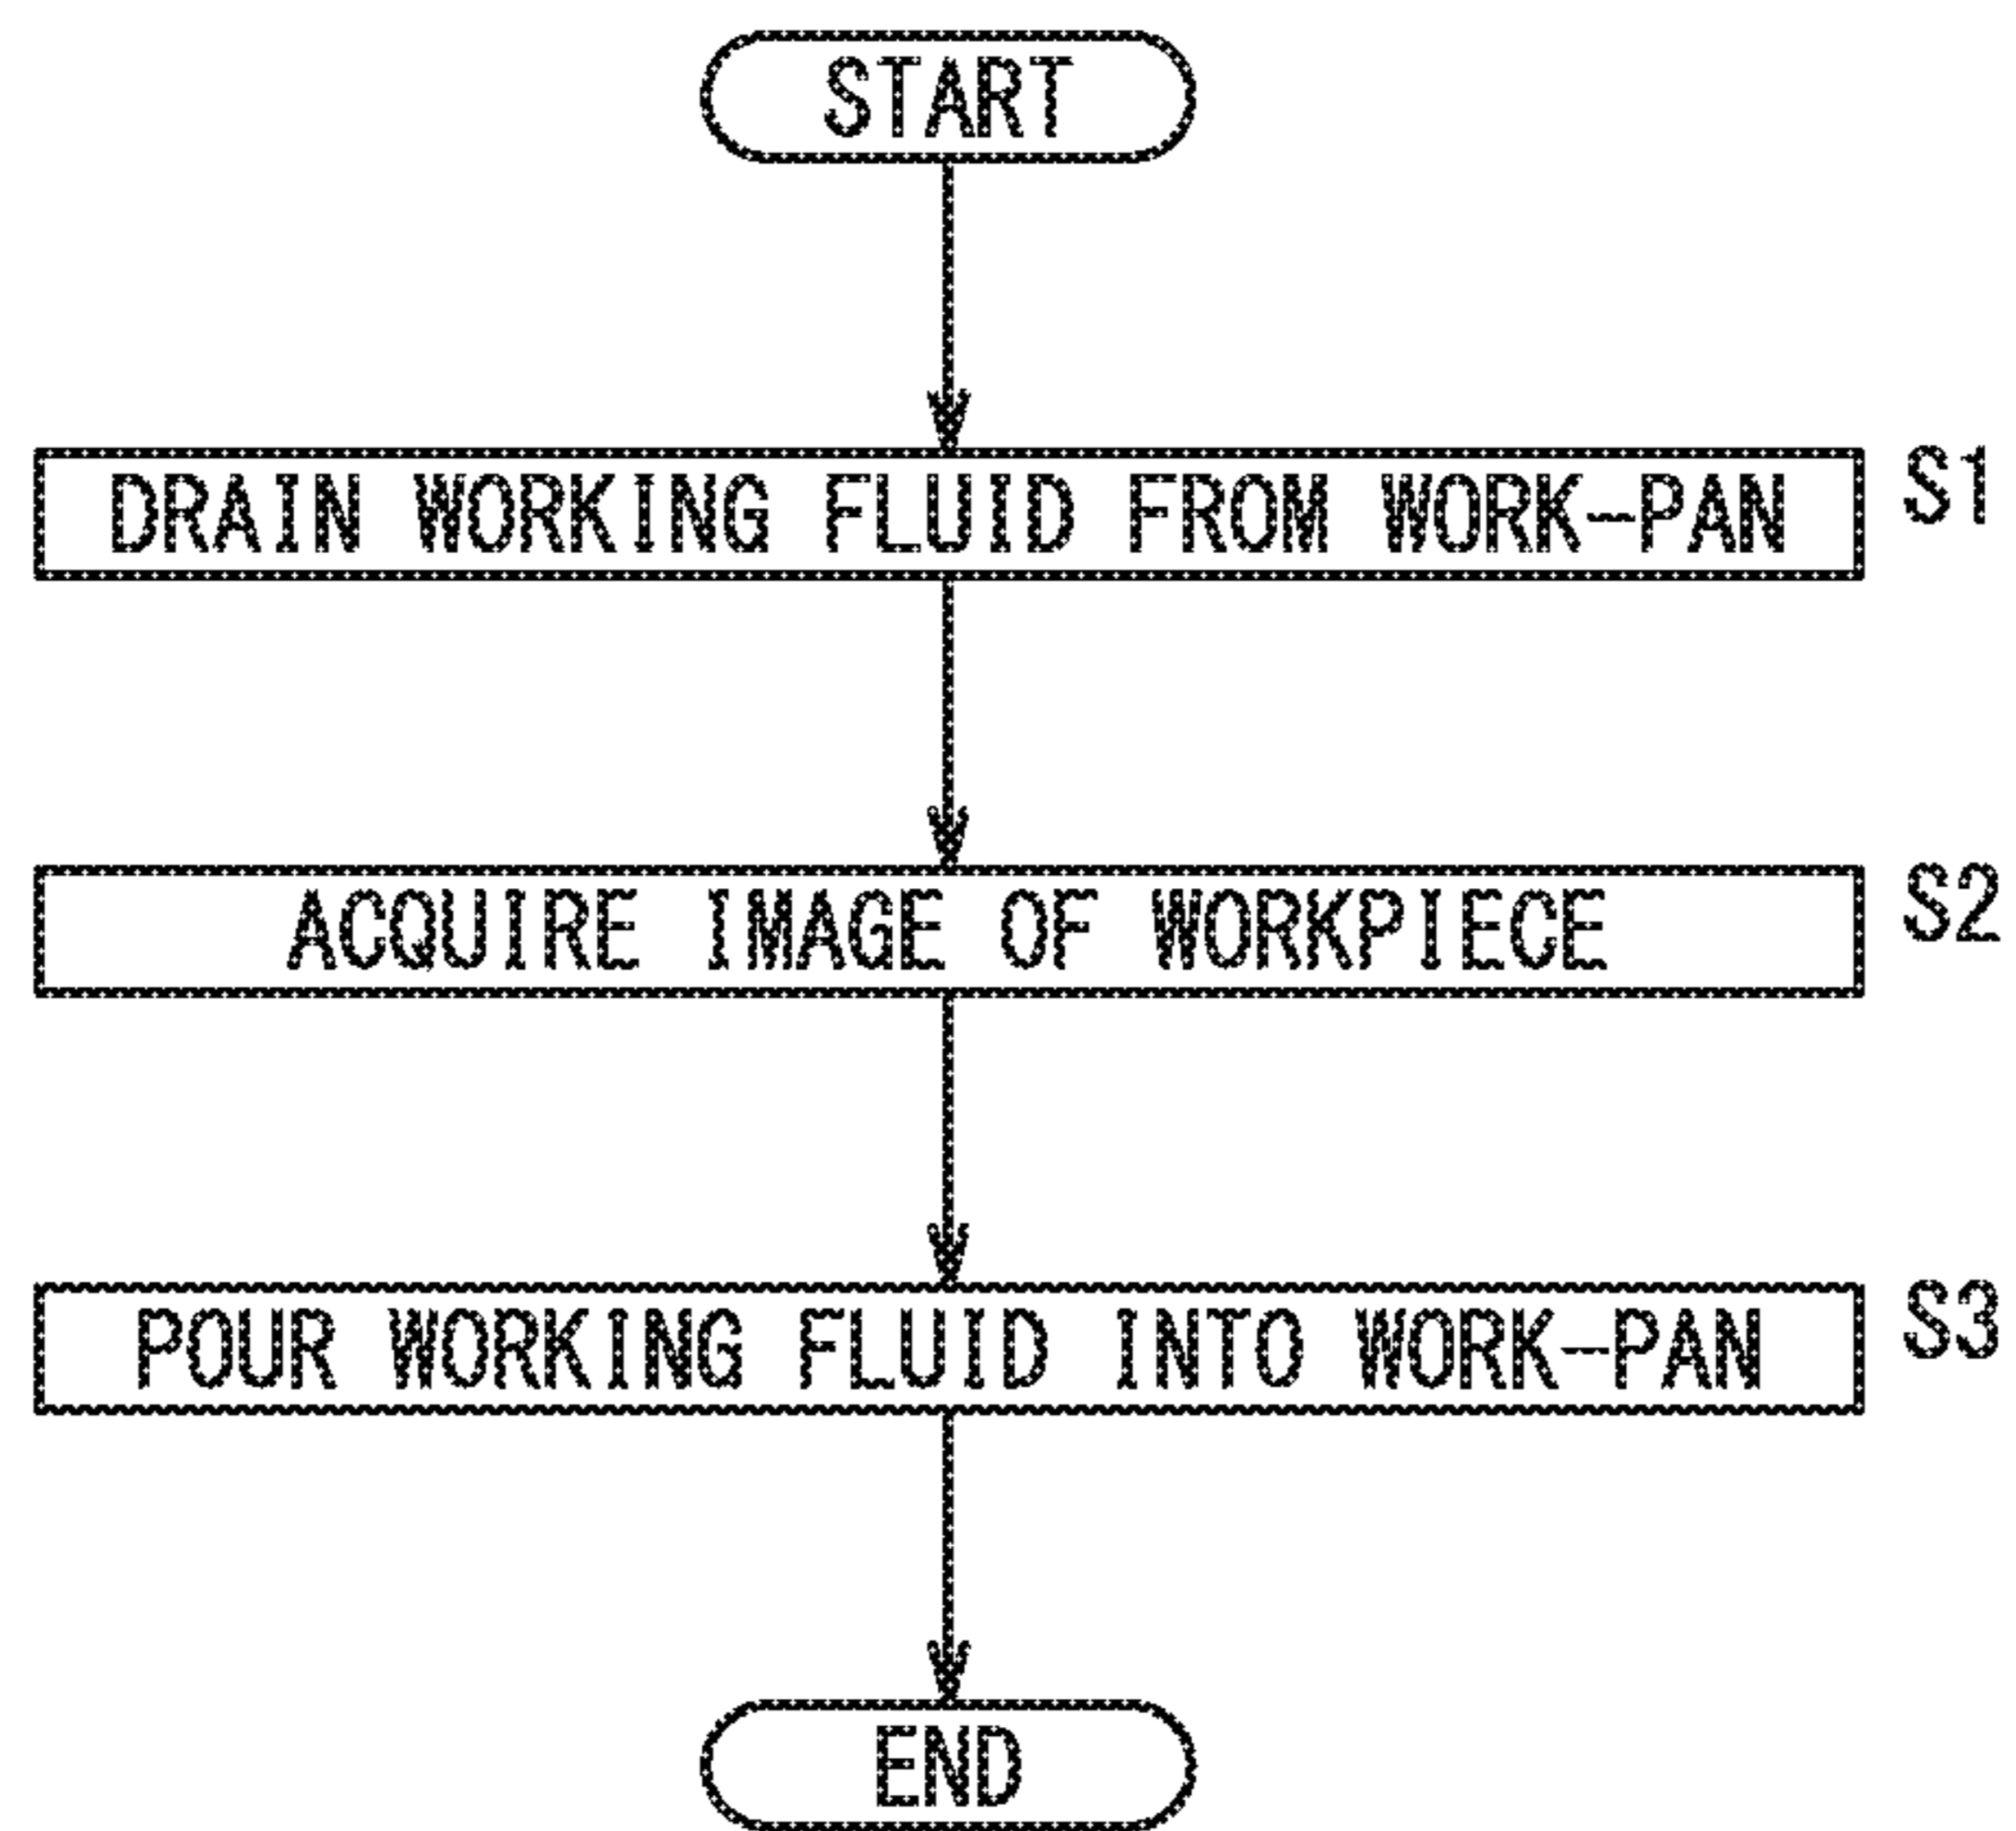 START
DRAIN WORKING FLUID FROM WORK-PAN S1
ACQUIRE IMAGE OF WORKPIECE S2
POUR WORKING FLUID INTO WORK-PAN S3
END